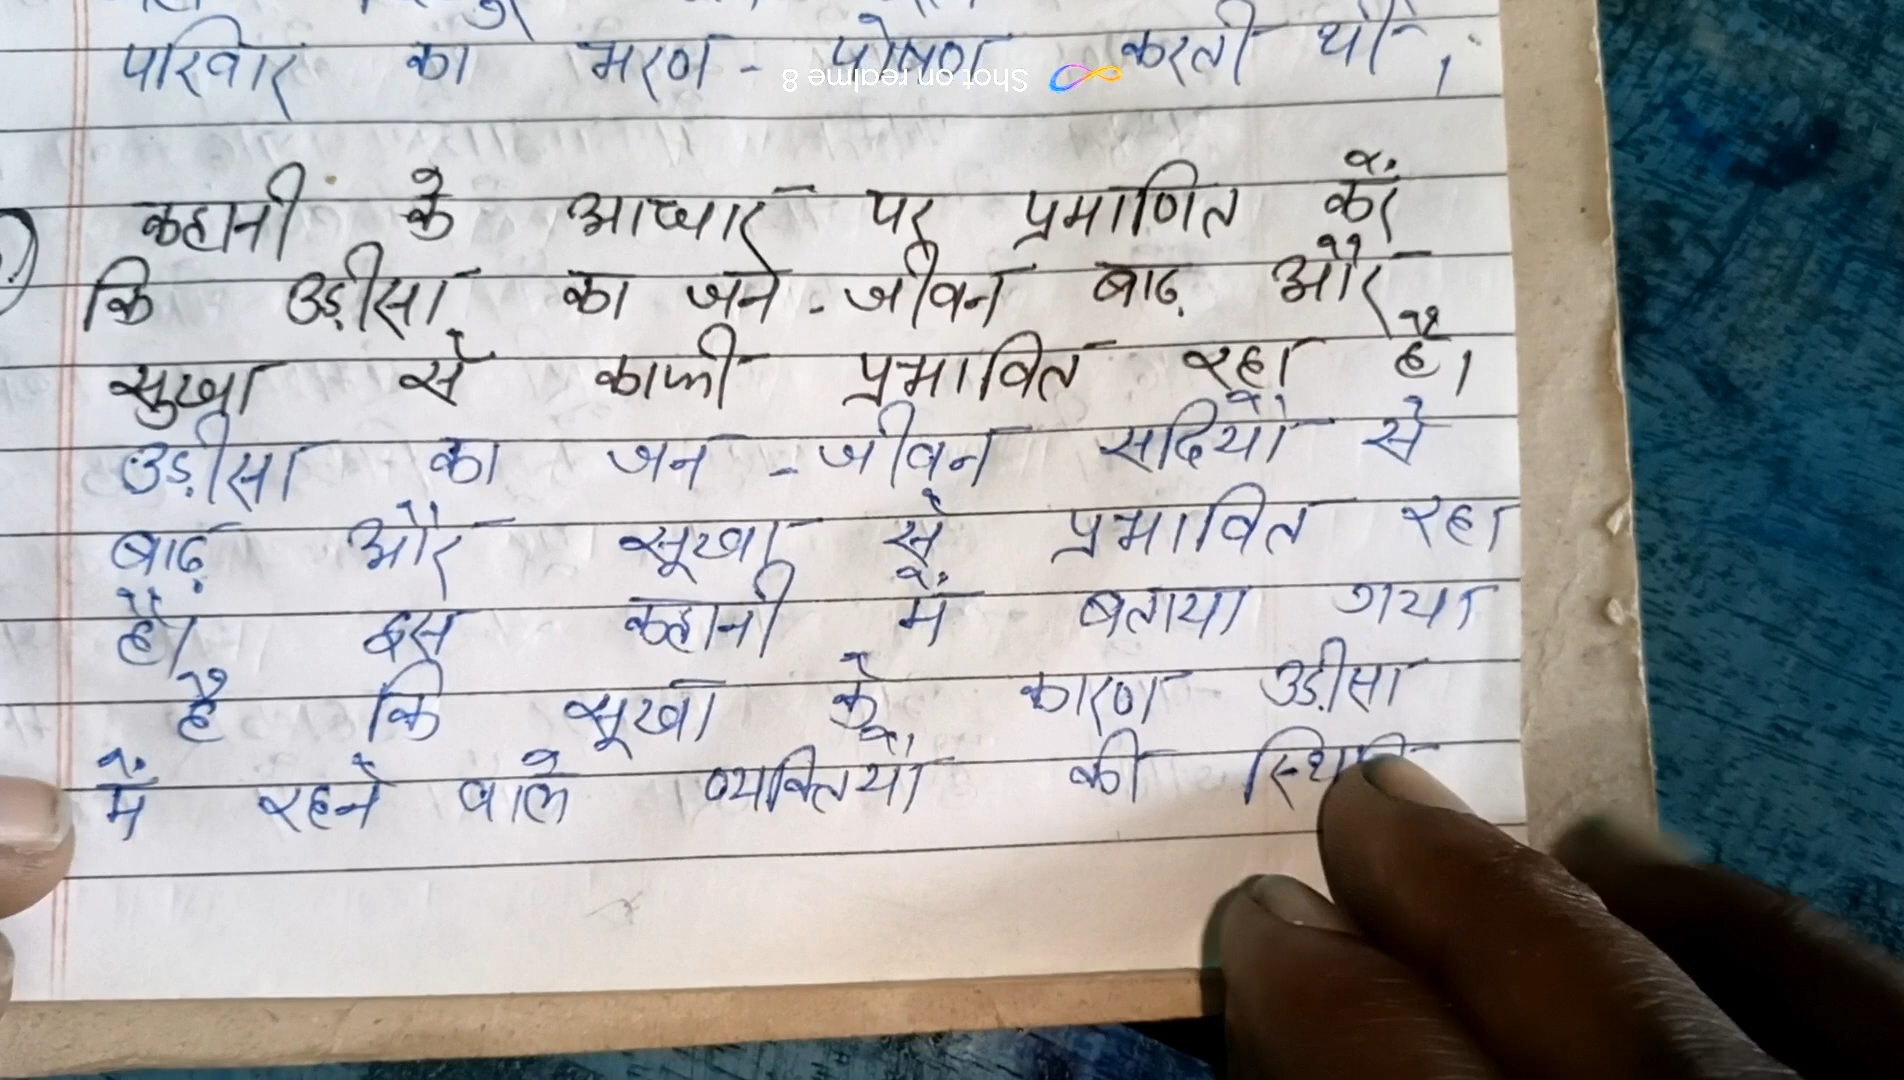 परिवार का भरण - पोषण करती थी।
Shot on realme 8
कहानी के आधार पर प्रमाणित करें
कि उड़ीसा का जन - जीवन बाढ़ और
सुखा से काफी प्रभावित रहा है।
उड़ीसा का जन - जीवन सदियों से
बाढ़ और सूखा से प्रभावित रहा
है। इस कहानी में बताया गया
है कि सूखा के कारण उड़ीसा
में रहने वाले व्यक्तियों की